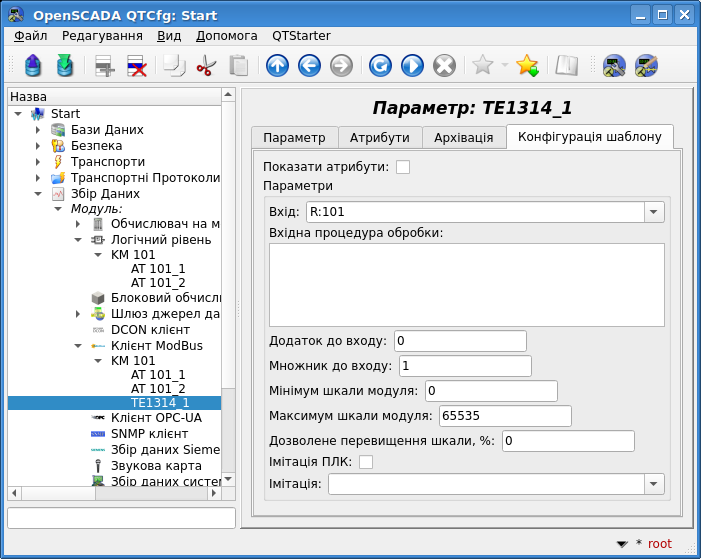 OpenSCADA QTCfg: Start
Файл Редагування Вид Допомога QTStarter
Назва
Start
Бази Даних
Безпека
Транспорти
Транспортні Протоколи
Збір Даних
Модуль:
Обчислювач на м
Логічний рівень
КМ 101
AT 101_1
AT 101_2
Блоковий обчисл
Шлюз джерел да
DCON клієнт
Клієнт ModBus
КМ 101
AT 101_1
AT 101_2
TE1314_1
Клієнт OPC-UA
SNMP клієнт
Збір даних Sieme
Звукова карта
Збір даних систем
Параметр: TE1314_1
Параметр Атрибути Архівація Конфігурація шаблону
Показати атрибути:
Параметри
Вхід: R:101
Вхідна процедура обробки:
Додаток до входу: 0
Множник до входу: 1
Мінімум шкали модуля: 0
Максимум шкали модуля: 65535
Дозволене перевищення шкали, %: 0
Імітація ПЛК:
Імітація:
* root